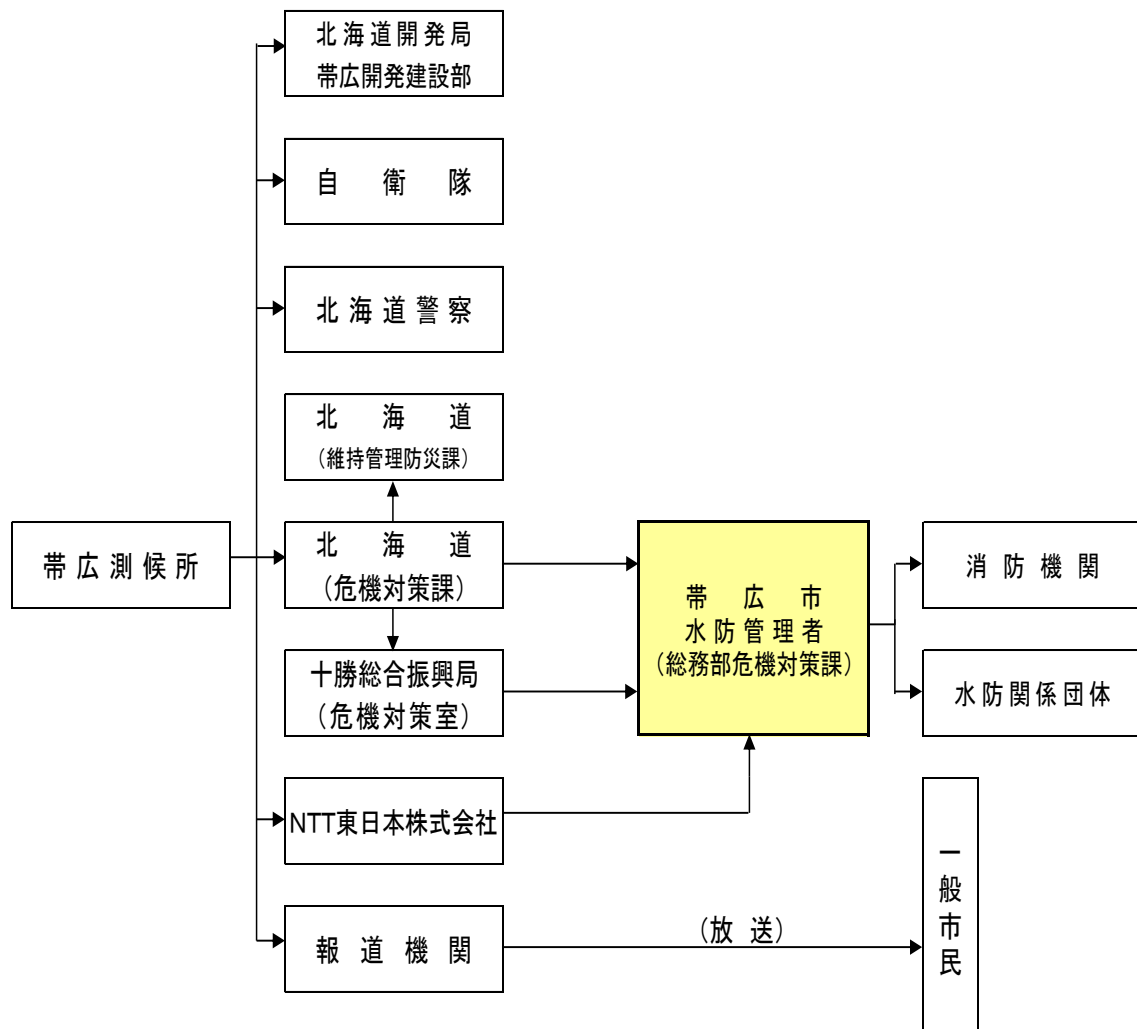 北海道開発局
帯広開発建設部
自衛隊
北海道警察
北海道
（維持管理防災課）
帯広測候所
北海道
（危機対策課）
十勝総合振興局
（危機対策室）
NTT東日本株式会社
報道機関
帯広市
水防管理者
（総務部危機対策課）
消防機関
水防関係団体
（放送）
一般市民